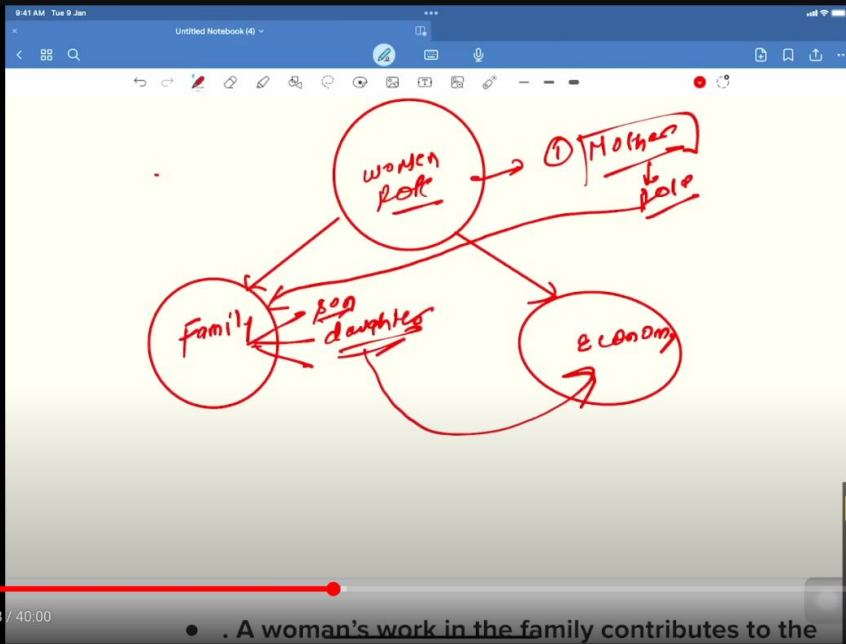 9:41 AM Tue 9 Jan
Untitled Notebook (4)
women
Role
① Mother
Role
Family
son
daughter
Economy
/ 40:00
• . A woman's work in the family contributes to the